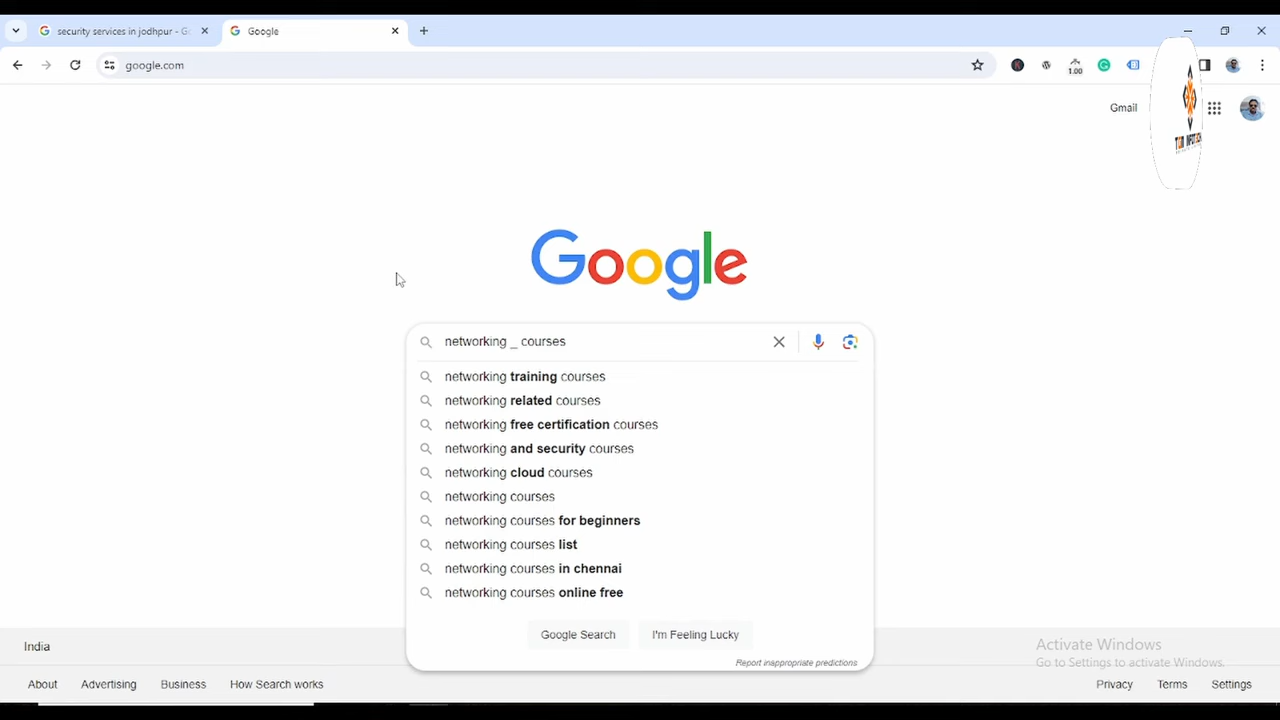 security services in jodhpur - G
Google
google.com
1.00
Gmail
Google
networking _ courses
networking training courses
networking related courses
networking free certification courses
networking and security courses
networking cloud courses
networking courses
networking courses for beginners
networking courses list
networking courses in chennai
networking courses online free
Google Search
I'm Feeling Lucky
Report inappropriate predictions
India
Activate Windows
Go to Settings to activate Windows.
About
Advertising
Business
How Search works
Privacy
Terms
Settings